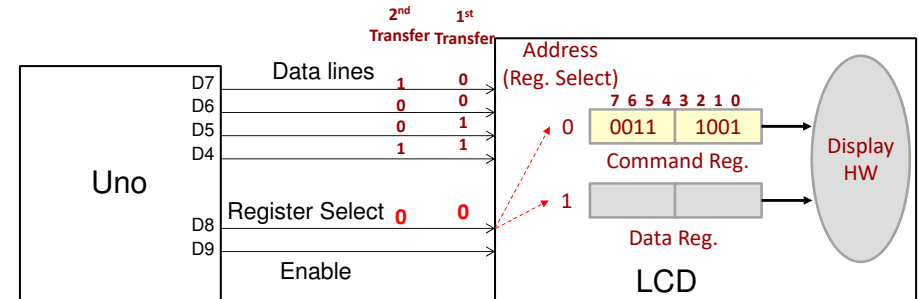 2nd 1st
Transfer Transfer
Address
(Reg. Select)
Data lines
D7 1 0
D6 0 0
D5 0 1
D4 1 1
7 6 5 4 3 2 1 0
0 0011 1001
Command Reg.
Display
HW
Uno
Register Select 0 0
D8
1
Data Reg.
D9
Enable
LCD